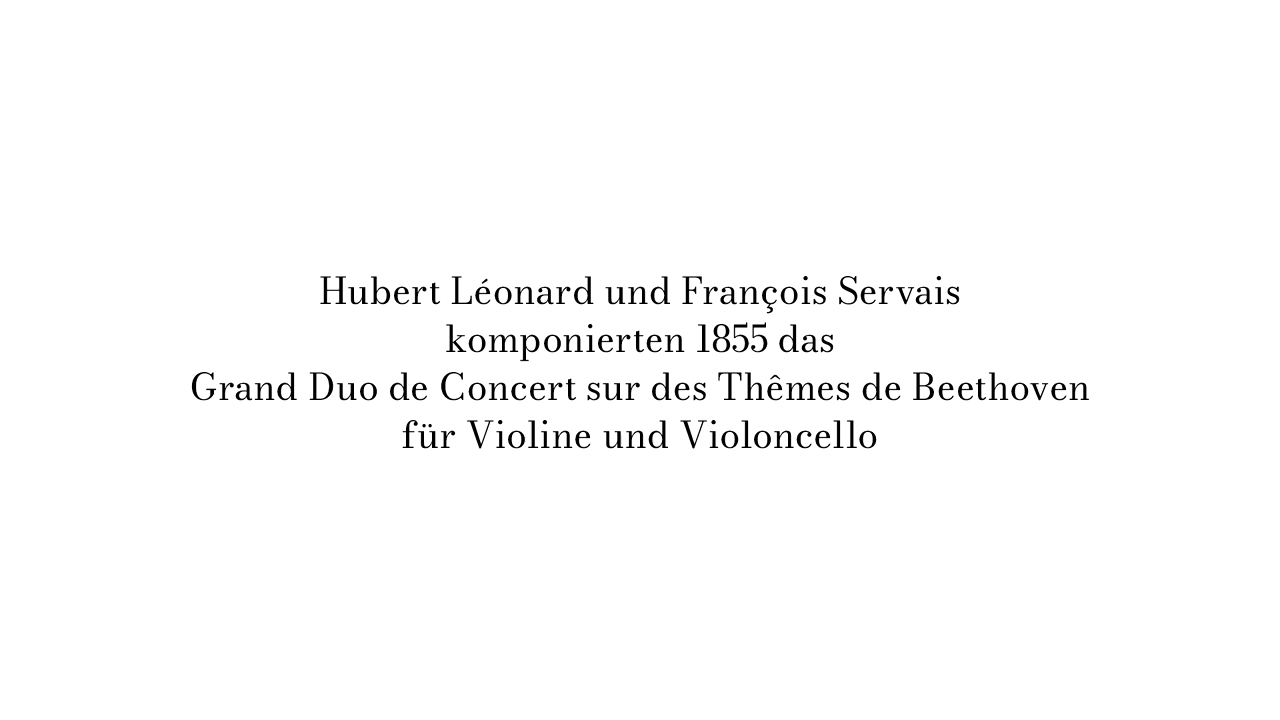 Hubert Léonard und François Servais
komponierten 1855 das
Grand Duo de Concert sur des Thêmes de Beethoven
für Violine und Violoncello